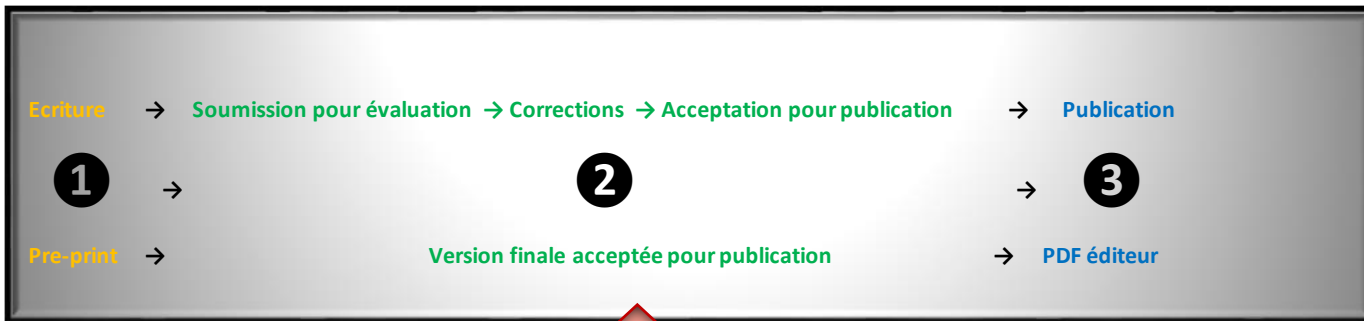 Ecriture → Soumission pour évaluation → Corrections → Acceptation pour publication → Publication
❶ → ❷ → ❸
Pre-print → Version finale acceptée pour publication → PDF éditeur